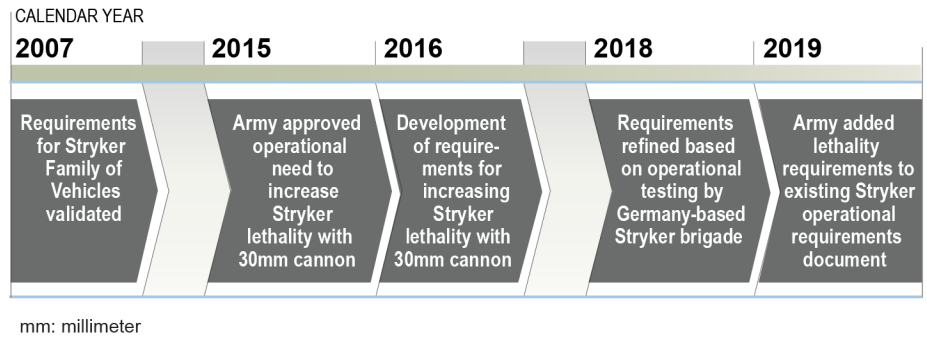 CALENDAR YEAR
2007
2015
2016
2018
2019
Requirements
for Stryker
Family of
Vehicles
validated
Army approved
operational
need to
increase
Stryker
lethality with
30mm cannon
Development
of require-
ments for
increasing
Stryker
lethality with
30mm cannon
Requirements
refined based
on operational
testing by
Germany-based
Stryker brigade
Army added
lethality
requirements to
existing Stryker
operational
requirements
document
mm: millimeter